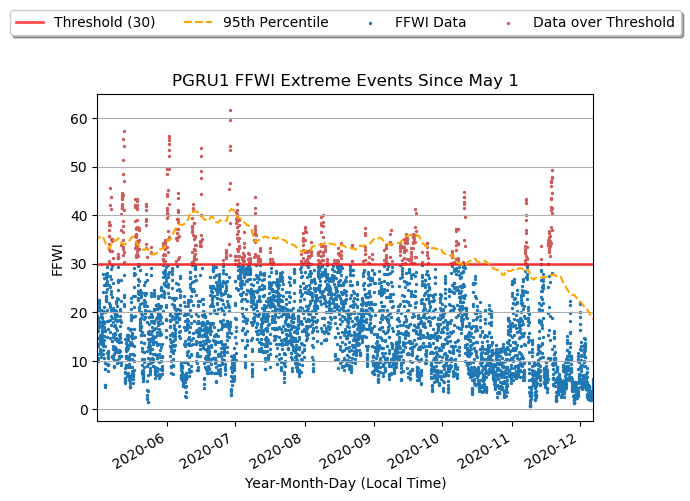 Threshold (30) 95th Percentile FFWI Data Data over Threshold
PGRU1 FFWI Extreme Events Since May 1
60
50
40
30
20
10
0
FFWI
2020-06 2020-07 2020-08 2020-09 2020-10 2020-11 2020-12
Year-Month-Day (Local Time)